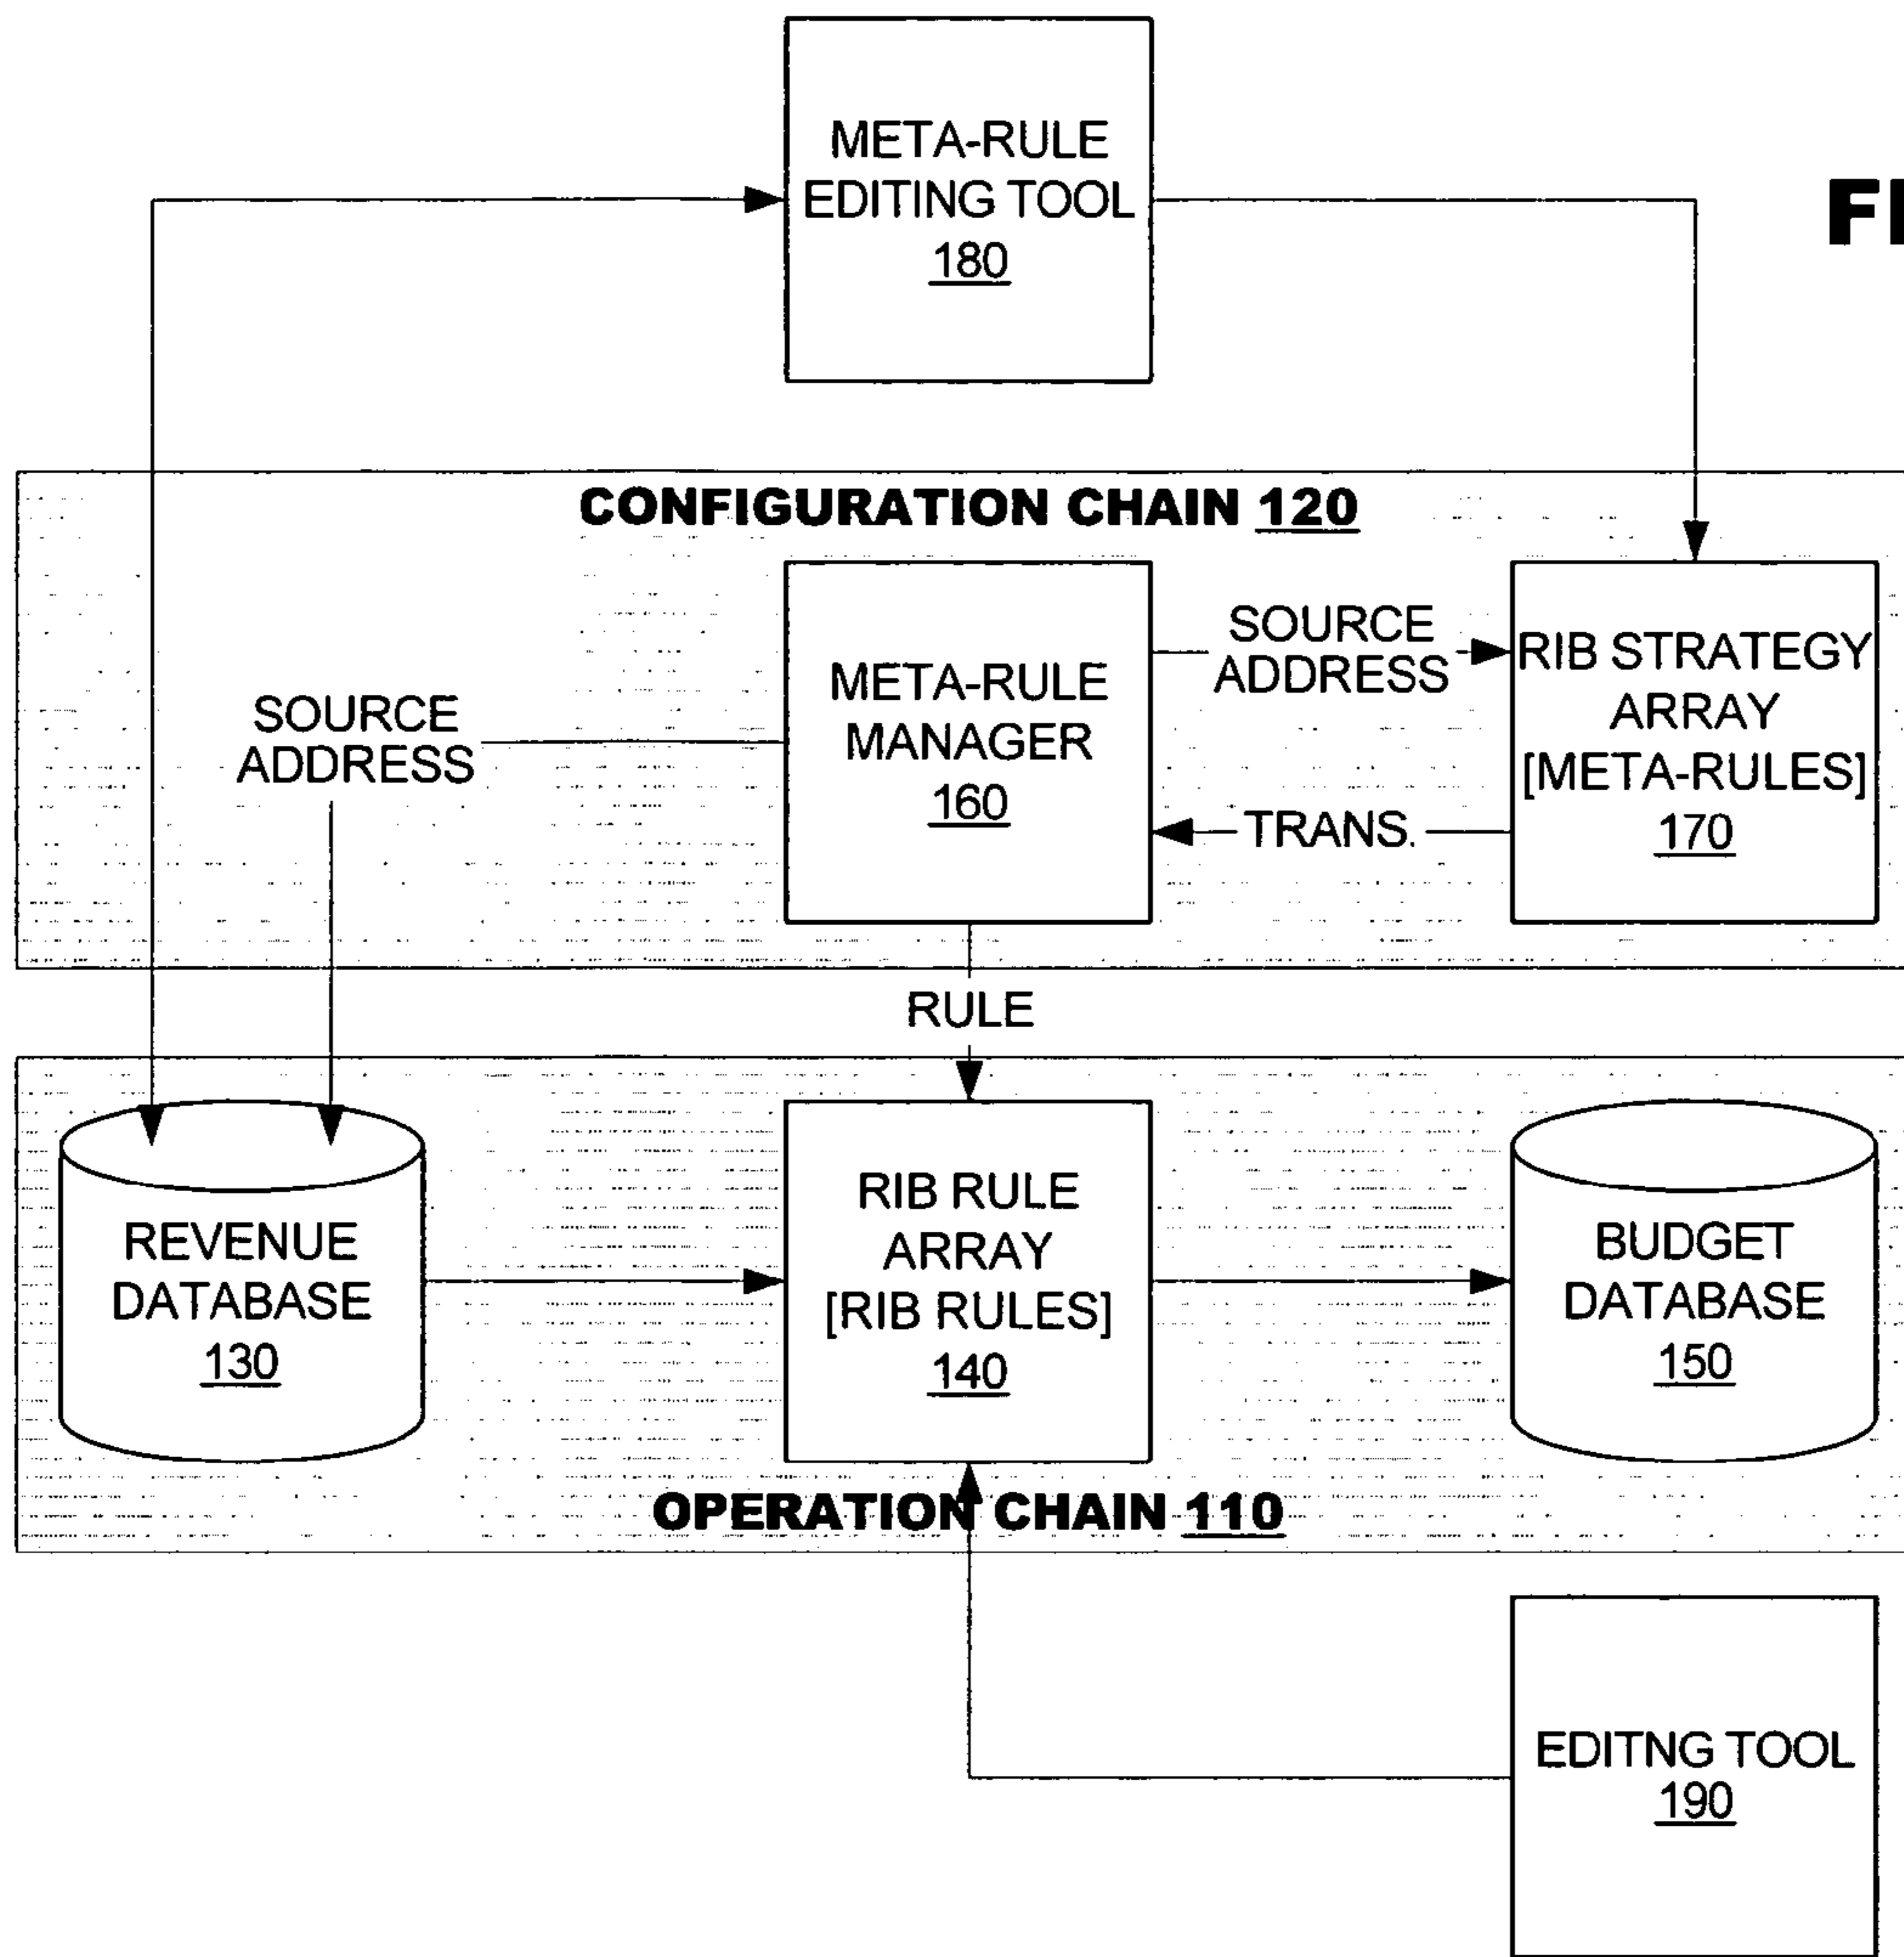 META-RULE
EDITING TOOL
180
CONFIGURATION CHAIN 120
SOURCE
ADDRESS
META-RULE
MANAGER
160
SOURCE
ADDRESS
TRANS.
RIB STRATEGY
ARRAY
[META-RULES]
170
RULE
REVENUE
DATABASE
130
RIB RULE
ARRAY
[RIB RULES]
140
BUDGET
DATABASE
150
OPERATION CHAIN 110
EDITNG TOOL
190